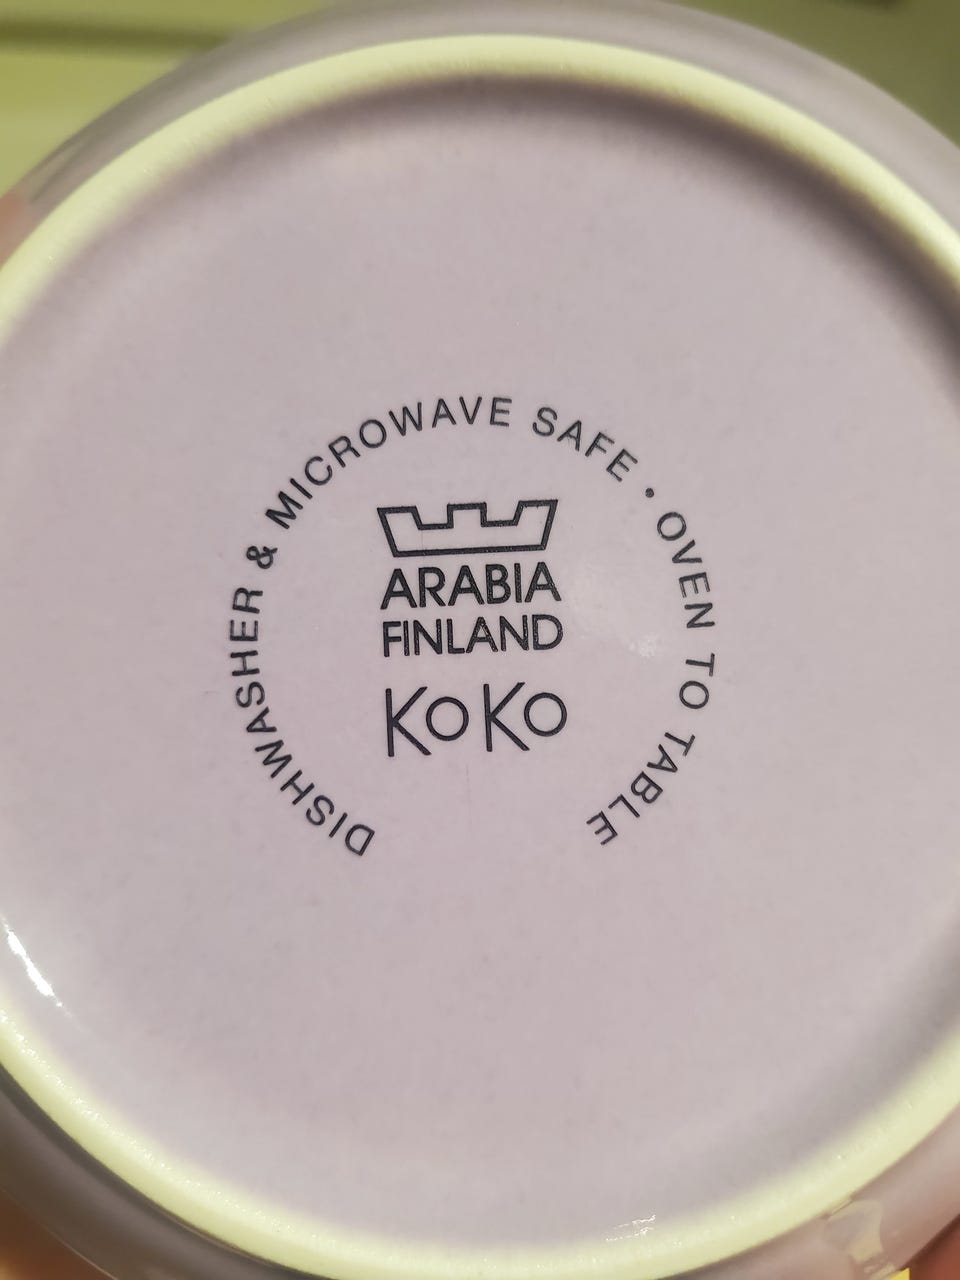 DISHWASHER & MICROWAVE SAFE • OVEN TO TABLE
ARABIA
FINLAND
KoKo